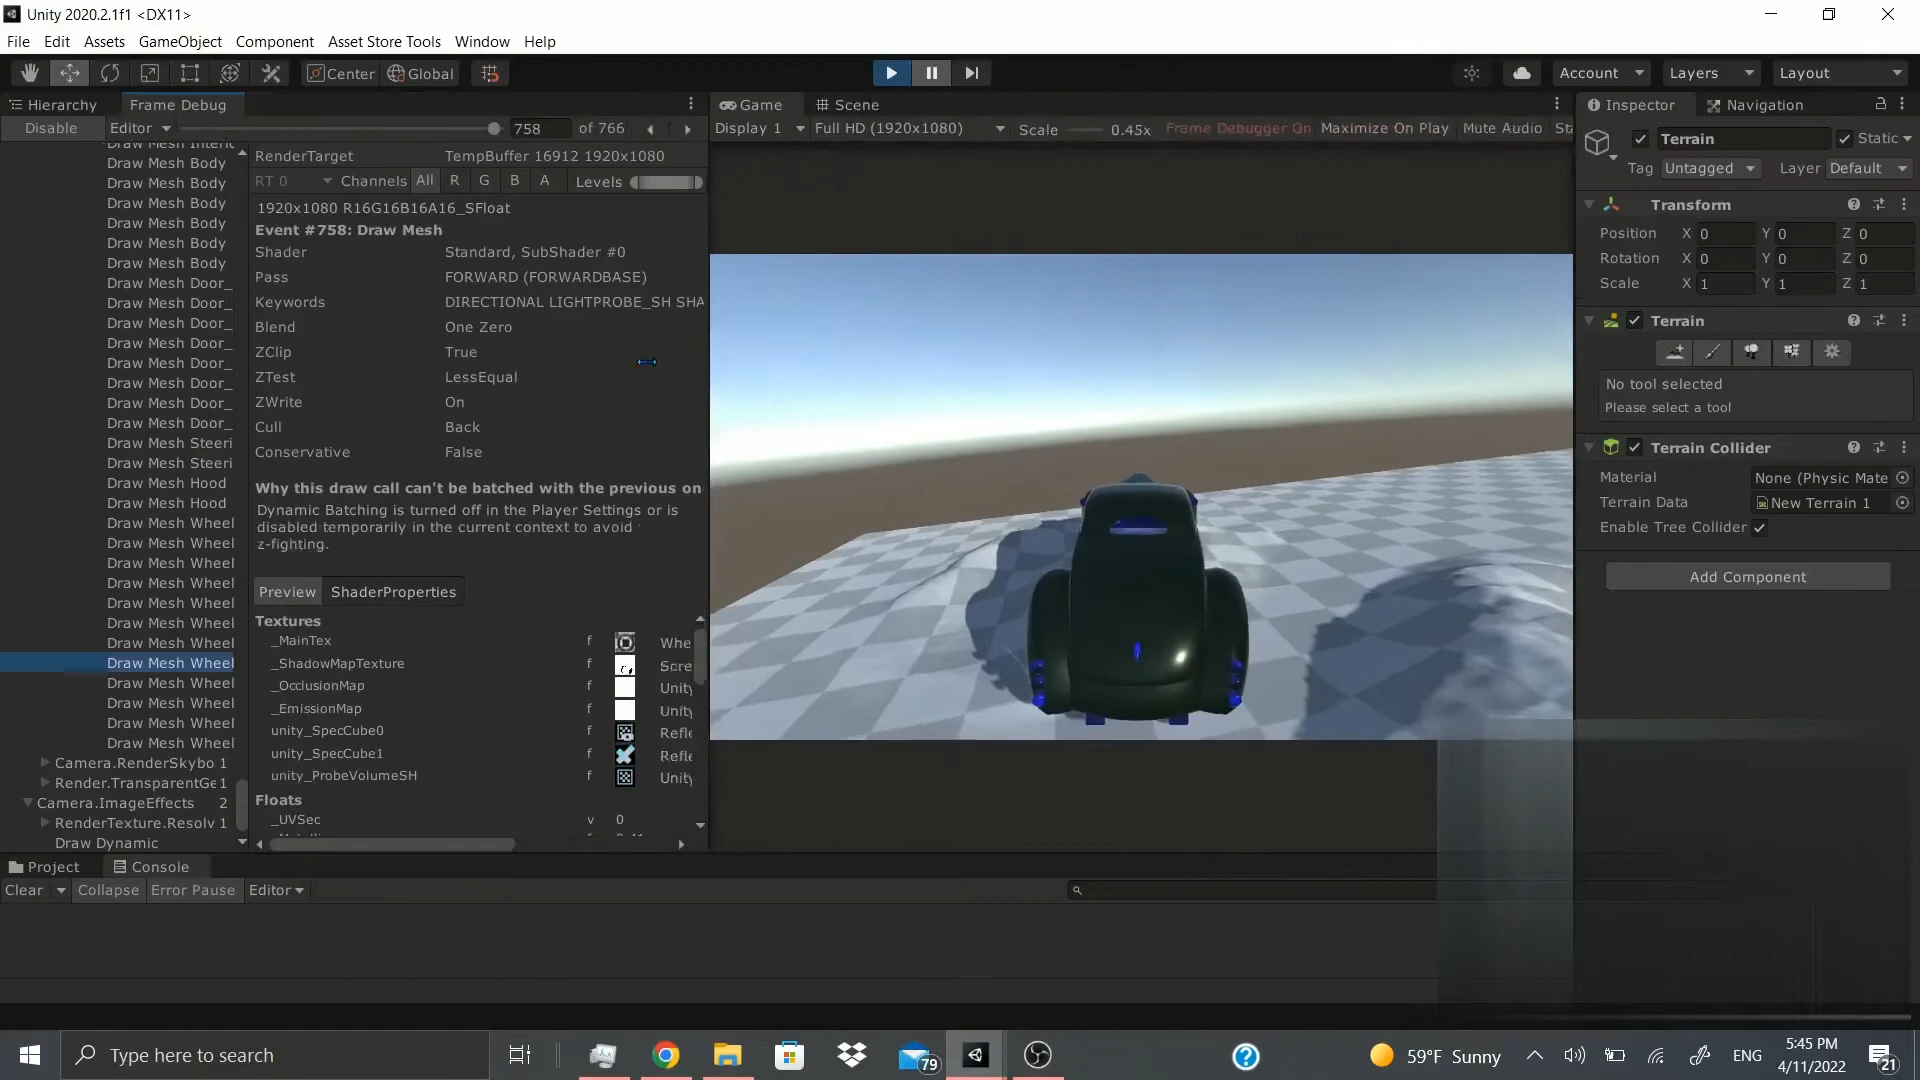 Unity 2020.2.1f1 <DX11>
File Edit Assets GameObject Component Asset Store Tools Window Help
Center Global Account Layers Layout
Hierarchy Frame Debug
Disable Editor 758 of 766
Draw Mesh Body
Draw Mesh Body
Draw Mesh Body
Draw Mesh Body
Draw Mesh Body
Draw Mesh Body
Draw Mesh Door_
Draw Mesh Door_
Draw Mesh Door_
Draw Mesh Door_
Draw Mesh Door_
Draw Mesh Door_
Draw Mesh Door_
Draw Mesh Door_
Draw Mesh Steeri
Draw Mesh Steeri
Draw Mesh Hood
Draw Mesh Hood
Draw Mesh Wheel
Draw Mesh Wheel
Draw Mesh Wheel
Draw Mesh Wheel
Draw Mesh Wheel
Draw Mesh Wheel
Draw Mesh Wheel
Draw Mesh Wheel
Draw Mesh Wheel
Draw Mesh Wheel
Draw Mesh Wheel
Draw Mesh Wheel
Camera.RenderSkybo 1
Render.TransparentGe 1
Camera.ImageEffects 2
RenderTexture.Resolv 1
Draw Dynamic
RenderTarget TempBuffer 16912 1920x1080
RT 0 Channels All R G B A Levels
1920x1080 R16G16B16A16_SFloat
Event #758: Draw Mesh
Shader Standard, SubShader #0
Pass FORWARD (FORWARDBASE)
Keywords DIRECTIONAL LIGHTPROBE_SH SHA
Blend One Zero
ZClip True
ZTest LessEqual
ZWrite On
Cull Back
Conservative False
Why this draw call can't be batched with the previous on
Dynamic Batching is turned off in the Player Settings or is
disabled temporarily in the current context to avoid
z-fighting.
Preview ShaderProperties
Textures
_MainTex f Whe
_ShadowMapTexture f Scre
_OcclusionMap f Unity
_EmissionMap f Unity
unity_SpecCube0 f Refle
unity_SpecCube1 f Refle
unity_ProbeVolumeSH f Unity
Floats
_UVSec v 0
Game Scene
Display 1 Full HD (1920x1080) Scale 0.45x Frame Debugger On Maximize On Play Mute Audio Sta
Inspector Navigation
Terrain Static
Tag Untagged Layer Default
Transform
Position X 0 Y 0 Z 0
Rotation X 0 Y 0 Z 0
Scale X 1 Y 1 Z 1
Terrain
No tool selected
Please select a tool
Terrain Collider
Material None (Physic Mate
Terrain Data New Terrain 1
Enable Tree Collider
Add Component
Project Console
Clear Collapse Error Pause Editor
Type here to search
79
59°F Sunny
ENG
5:45 PM
4/11/2022
21